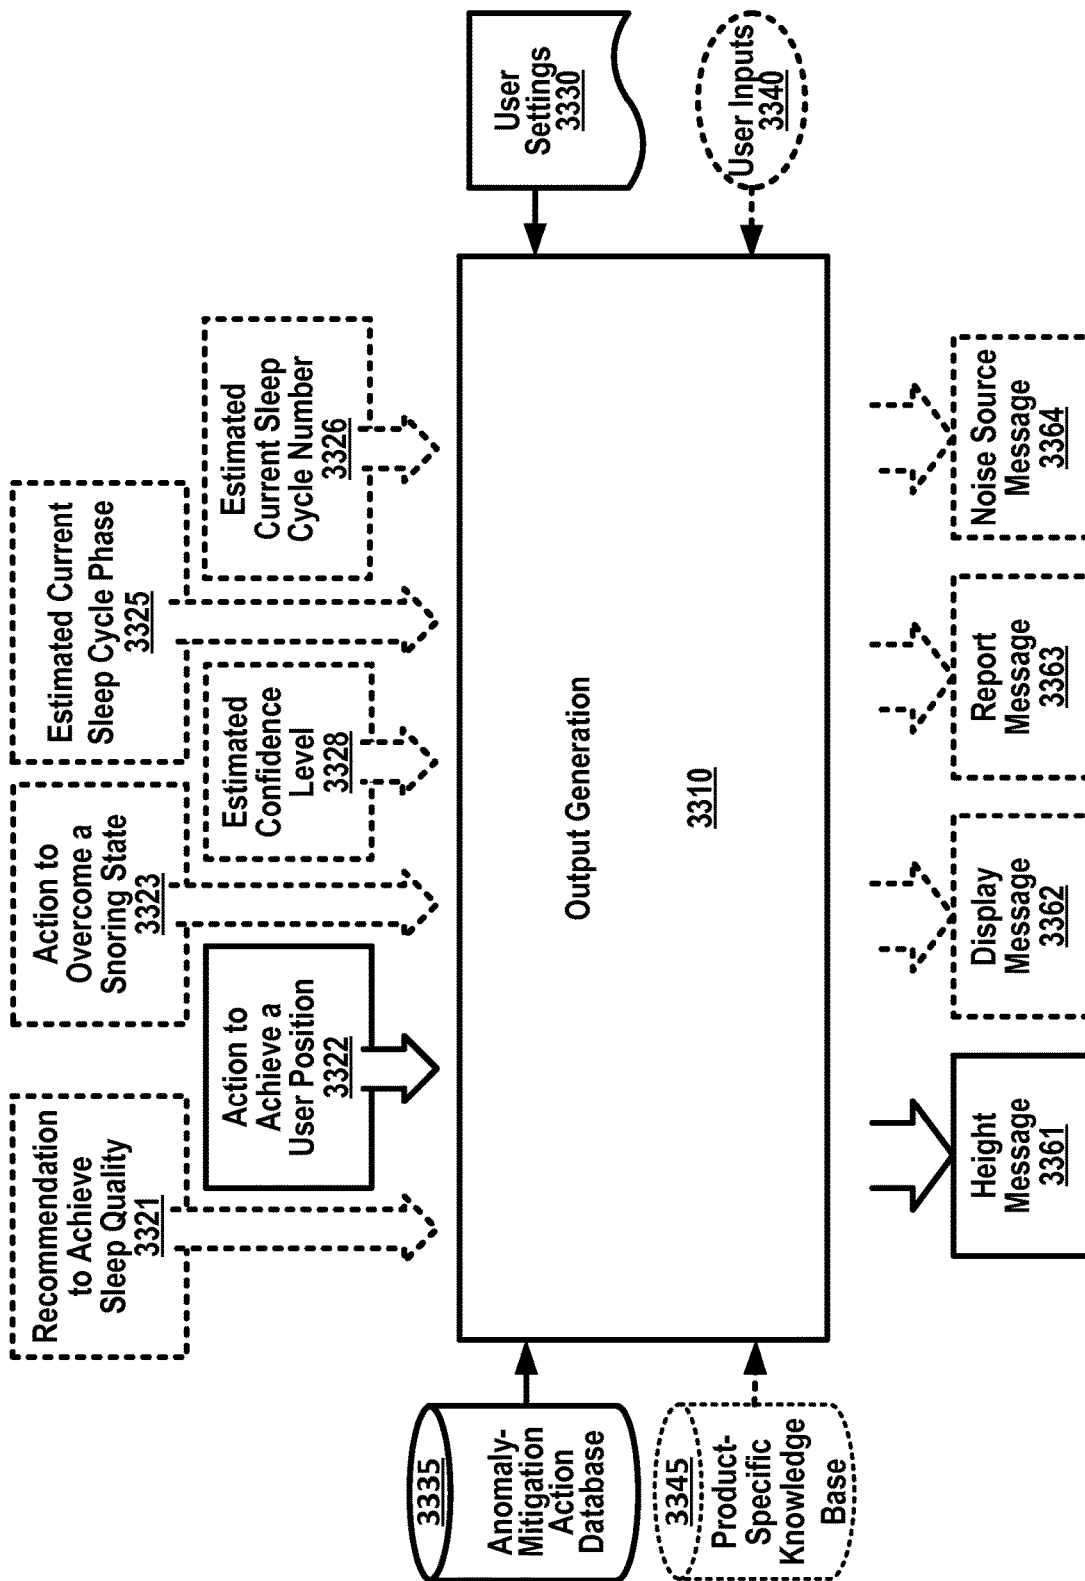 Recommendation
to Achieve
Sleep Quality
3321
Action to
Overcome a
Snoring State
3323
Estimated Current
Sleep Cycle Phase
3325
Action to
Achieve a
User Position
3322
Estimated
Confidence
Level
3328
Estimated
Current Sleep
Cycle Number
3326
3335
Anomaly-
Mitigation
Action
Database
3345
Product-
Specific
Knowledge
Base
Output Generation
3310
User
Settings
3330
User Inputs
3340
Height
Message
3361
Display
Message
3362
Report
Message
3363
Noise Source
Message
3364